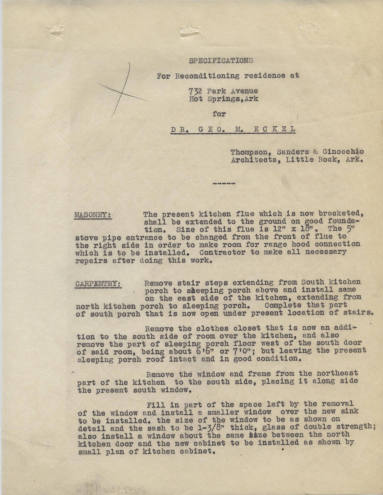 SPECIFICATIONS
For Reconditioning residence at
732 Park Avenue
Hot Springs,Ark
for
DR. GEO. M. ECKEL
Thompson, Sanders & Ginocchio
Architects, Little Rock, Ark.
-----
MASONRY: The present kitchen flue which is now bracketed,
shall be extended to the ground on good founda-
tion. Size of this flue is 12" x 18". The 5"
stove pipe entrance to be changed from the front of flue to
the right side in order to make room for range hood connection
which is to be installed. Contractor to make all necessary
repairs after doing this work.
CARPENTRY: Remove stair steps extending from South kitchen
porch to sleeping porch above and install same
on the east side of the kitchen, extending from
north kitchen porch to sleeping porch. Complete that part
of south porch that is now open under present location of stairs.
Remove the clothes closet that is now an addi-
tion to the south side of room over the kitchen, and also
remove the part of sleeping porch floor west of the south door
of said room, being about 6'6" or 7'0"; but leaving the present
sleeping porch roof intact and in good condition.
Remove the window and frame from the northeast
part of the kitchen to the south side, placing it along side
the present south window.
Fill in part of the space left by the removal
of the window and install a smaller window over the new sink
to be installed, the size of the window to be as shown on
detail and the sash to be 1-3/8" thick, glass of double strength;
also install a window about the same size between the north
kitchen door and the new cabinet to be installed as shown by
small plan of kitchen cabinet.